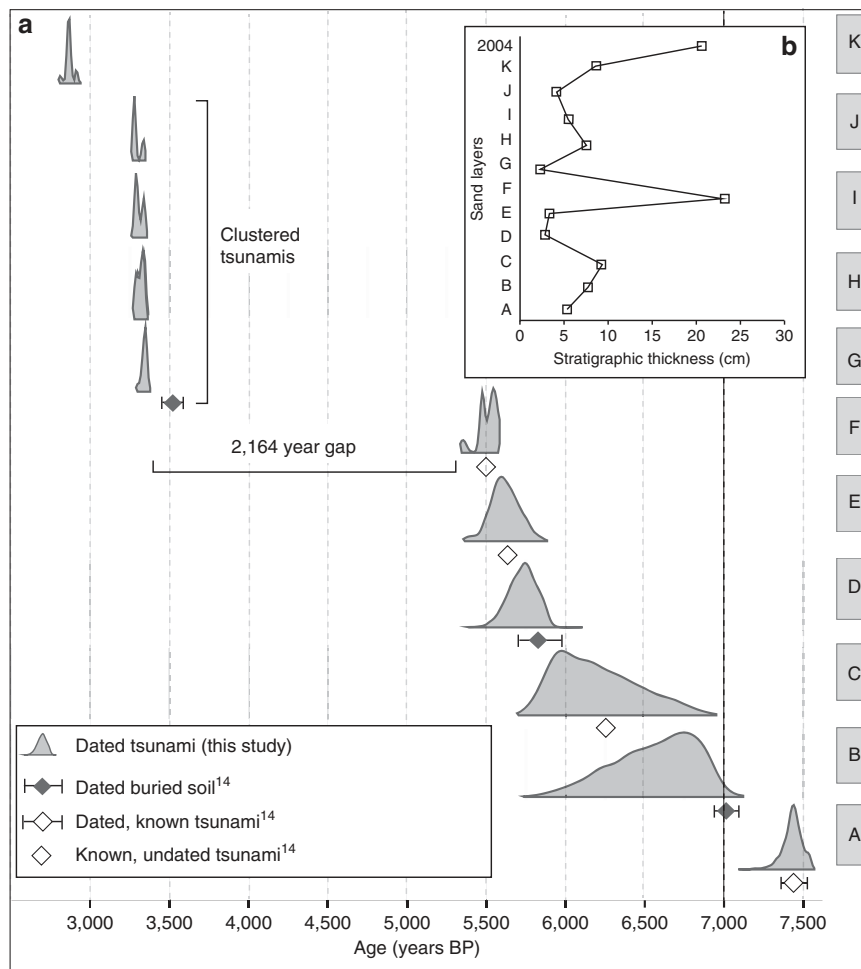 a
b
2004
K
J
I
H
G
F
E
D
C
B
A
Sand layers
0 5 10 15 20 25 30
Stratigraphic thickness (cm)
Clustered
tsunamis
2,164 year gap
K
J
I
H
G
F
E
D
C
B
A
Dated tsunami (this study)
Dated buried soil14
Dated, known tsunami14
Known, undated tsunami14
3,000 3,500 4,000 4,500 5,000 5,500 6,000 6,500 7,000 7,500
Age (years BP)